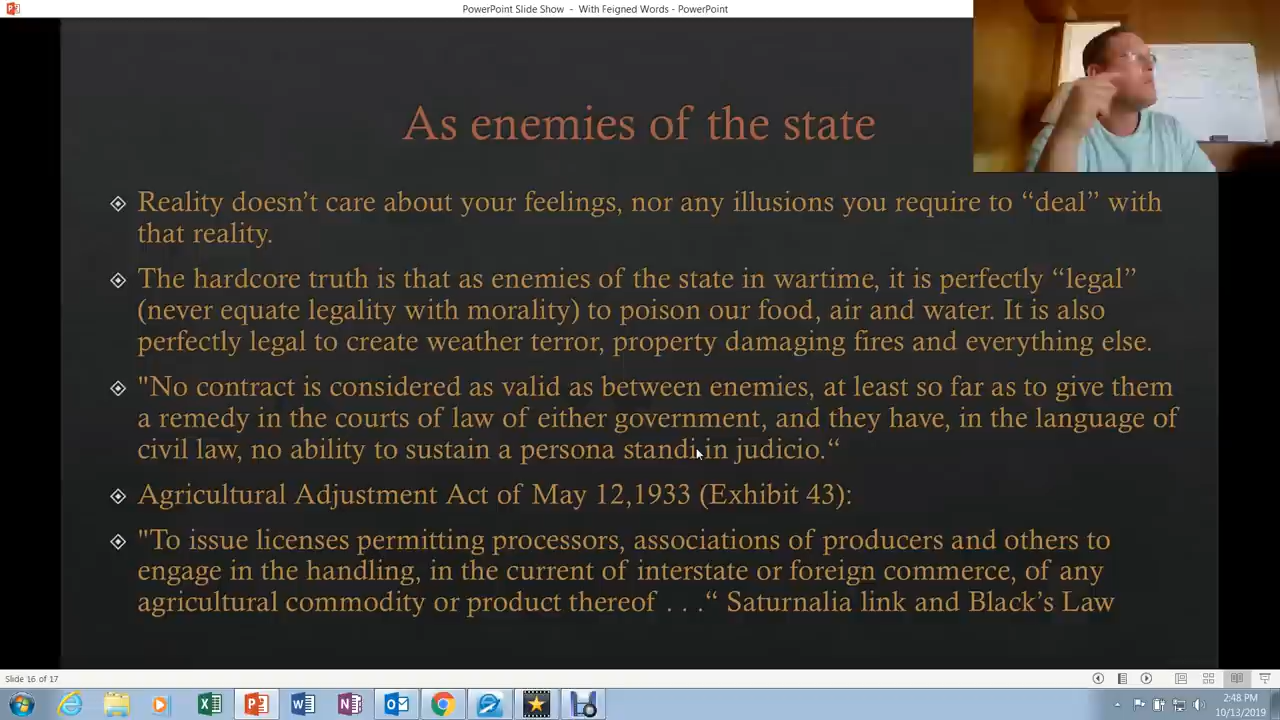 PowerPoint Slide Show - With Feigned Words - PowerPoint
As enemies of the state
Reality doesn’t care about your feelings, nor any illusions you require to “deal” with
that reality.
The hardcore truth is that as enemies of the state in wartime, it is perfectly “legal”
(never equate legality with morality) to poison our food, air and water. It is also
perfectly legal to create weather terror, property damaging fires and everything else.
"No contract is considered as valid as between enemies, at least so far as to give them
a remedy in the courts of law of either government, and they have, in the language of
civil law, no ability to sustain a persona standi in judicio.“
Agricultural Adjustment Act of May 12,1933 (Exhibit 43):
"To issue licenses permitting processors, associations of producers and others to
engage in the handling, in the current of interstate or foreign commerce, of any
agricultural commodity or product thereof . . .“ Saturnalia link and Black’s Law
Slide 16 of 17
2:48 PM
10/13/2019